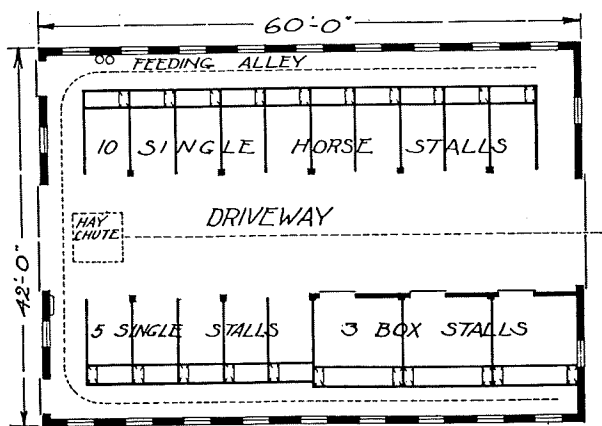 60'-0"
FEEDING ALLEY
10 SINGLE HORSE STALLS
HAY
CHUTE
DRIVEWAY
42'-0"
5 SINGLE STALLS
3 BOX STALLS